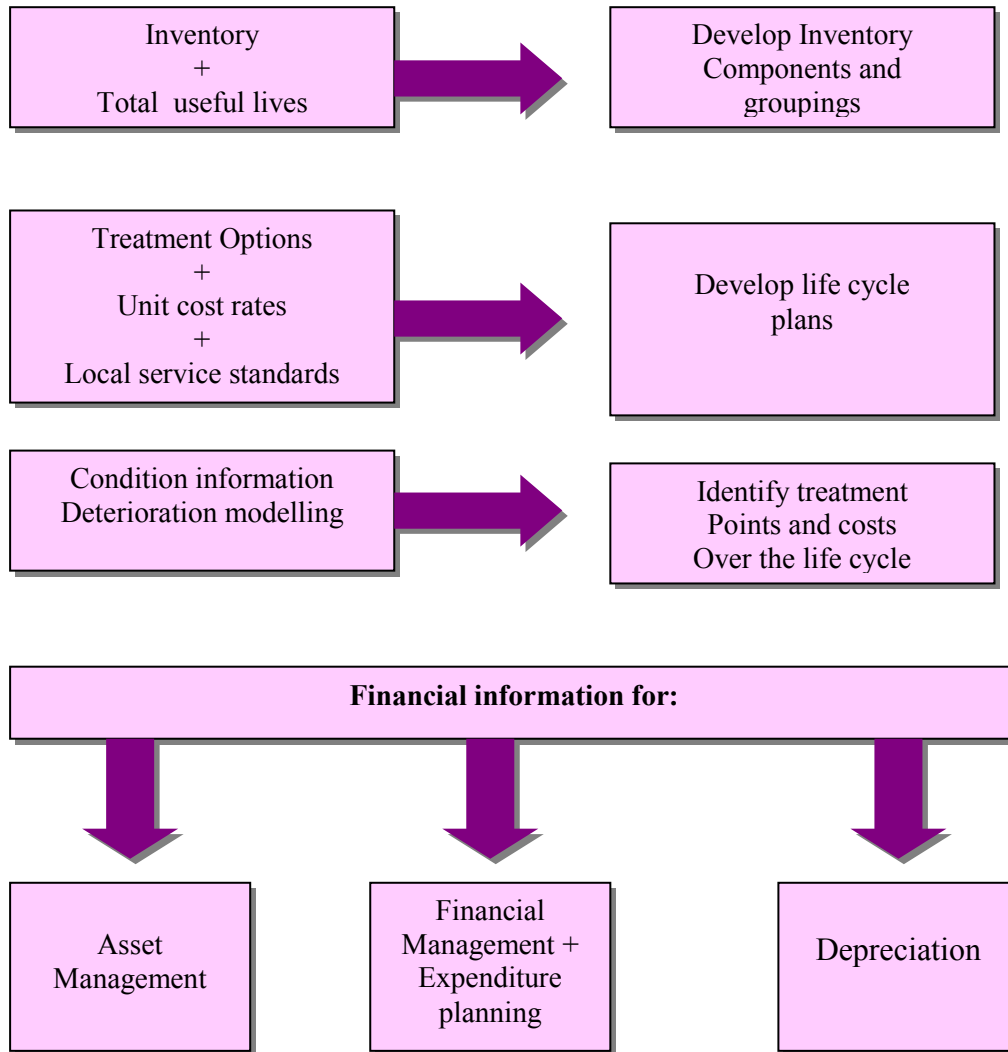 Inventory
+
Total useful lives
Develop Inventory
Components and
groupings
Treatment Options
+
Unit cost rates
+
Local service standards
Develop life cycle
plans
Condition information
Deterioration modelling
Identify treatment
Points and costs
Over the life cycle
Financial information for:
Asset
Management
Financial
Management +
Expenditure
planning
Depreciation